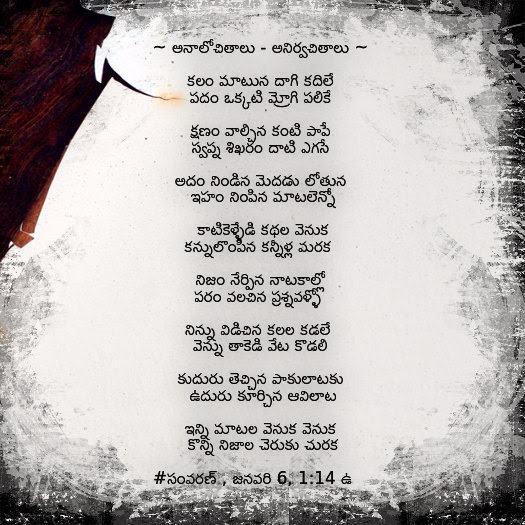 ~ అనాలోచితాలు - అనిర్వచితాలు ~
కలం మాటున దాగి కదిలే
పదం ఒక్కటి మ్రోగి పలికే
క్షణం వాల్చిన కంటి పాపే
స్వప్న శిఖరం దాటి ఎగసే
అదం నిండిన మెదడు లోతున
ఇహం నింపిన మాటలెన్నో
కాటికెళ్ళేడి కథల వెనుక
కన్నులొంపిన కన్నీళ్ల మరక
నిజం నేర్పిన నాటకాల్లో
పరం వలచిన ప్రశ్నవళ్ళో
నిన్ను విడిచిన కలల కడలే
వెన్ను తాకెడి వేట కొడలి
కుదురు తెచ్చిన పాకులాటకు
ఉదురు కూర్చిన ఆవిలాట
ఇన్ని మాటల వెనుక వెనుక
కొన్ని నిజాల చెరుకు చురక
#సంవరణ్ , జనవరి 6, 1:14 ఉ